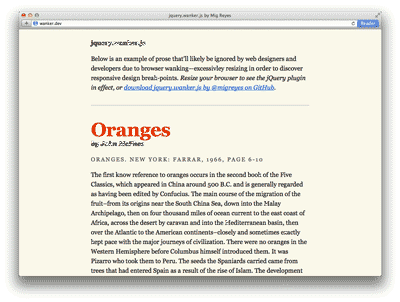 jquery.wanker.js by Mig Reyes
wanker.dev
Reader
Below is an example of prose that'll likely be ignored by web designers and
developers due to browser wanking—excessivley resizing in order to discover
responsive design break-points. Resize your browser to see the jQuery plugin
in effect, or download jquery.wanker.js by @migreyes on GitHub.
Oranges
ORANGES. NEW YORK: FARRAR, 1966, PAGE 6-10
The first know reference to oranges occurs in the second book of the Five
Classics, which appeared in China around 500 B.C. and is generally regarded
as having been edited by Confucius. The main course of the migration of the
fruit—from its origins near the South China Sea, down into the Malay
Archipelago, then on four thousand miles of ocean current to the east coast of
Africa, across the desert by caravan and into the Mediterranean basin, then
over the Atlantic to the American continents—closely and sometimes exactly
kept pace with the major journeys of civilization. There were no oranges in the
Western Hemisphere before Columbus himself introduced them. It was
Pizarro who took them to Peru. The seeds the Spaniards carried came from
trees that had entered Spain as a result of the rise of Islam. The development